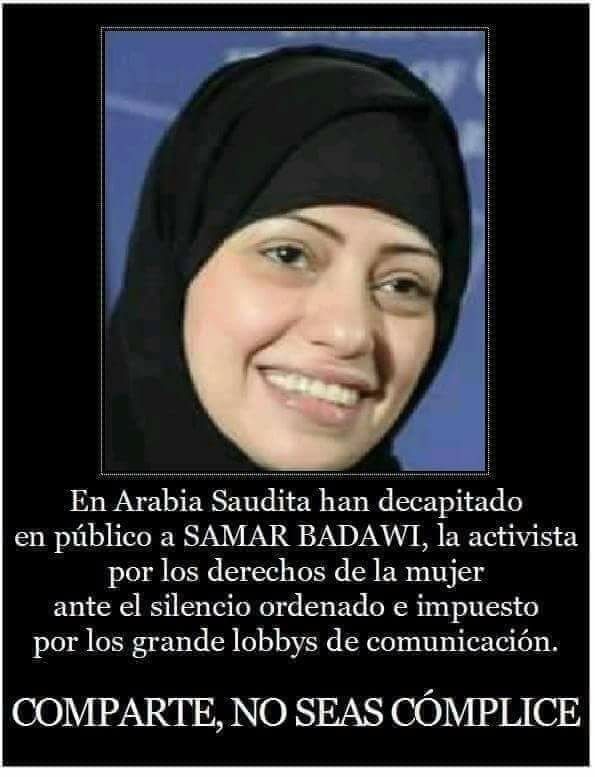 En Arabia Saudita han decapitado
en público a SAMAR BADAWI, la activista
por los derechos de la mujer
ante el silencio ordenado e impuesto
por los grande lobbys de comunicación.
COMPARTE, NO SEAS CÓMPLICE